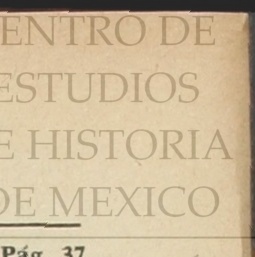 ENTRO DE
ESTUDIOS
E HISTORIA
DE MEXICO
Pág. 37